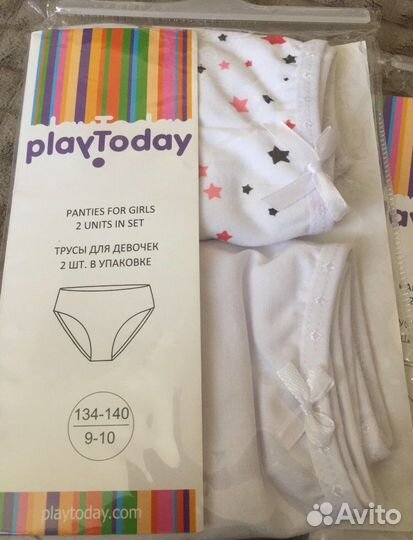 playToday
PANTIES FOR GIRLS
2 UNITS IN SET
ТРУСЫ ДЛЯ ДЕВОЧЕК
2 ШТ. В УПАКОВКЕ
134-140
9-10
playtoday.com
Avito